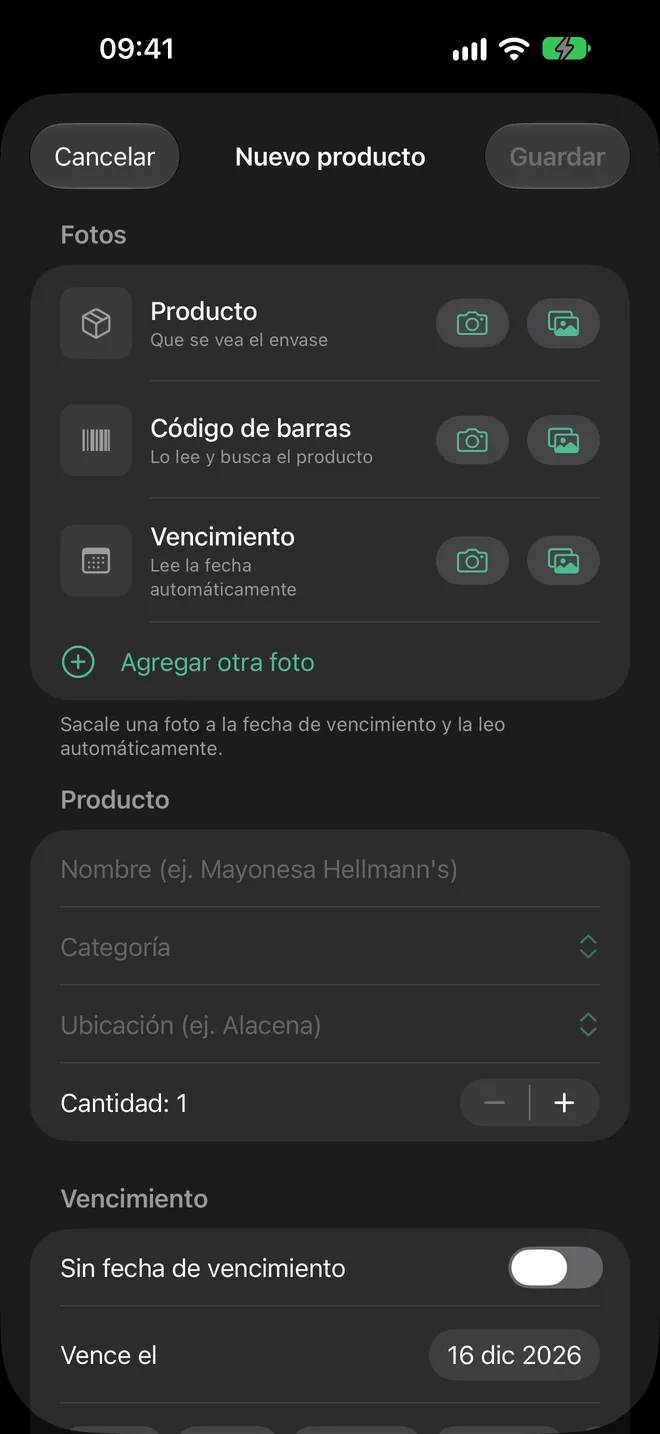 09:41
Cancelar
Nuevo producto
Guardar
Fotos
Producto
Que se vea el envase
Código de barras
Lo lee y busca el producto
Vencimiento
Lee la fecha
automáticamente
Agregar otra foto
Sacale una foto a la fecha de vencimiento y la leo
automáticamente.
Producto
Nombre (ej. Mayonesa Hellmann's)
Categoría
Ubicación (ej. Alacena)
Cantidad: 1
Vencimiento
Sin fecha de vencimiento
Vence el
16 dic 2026